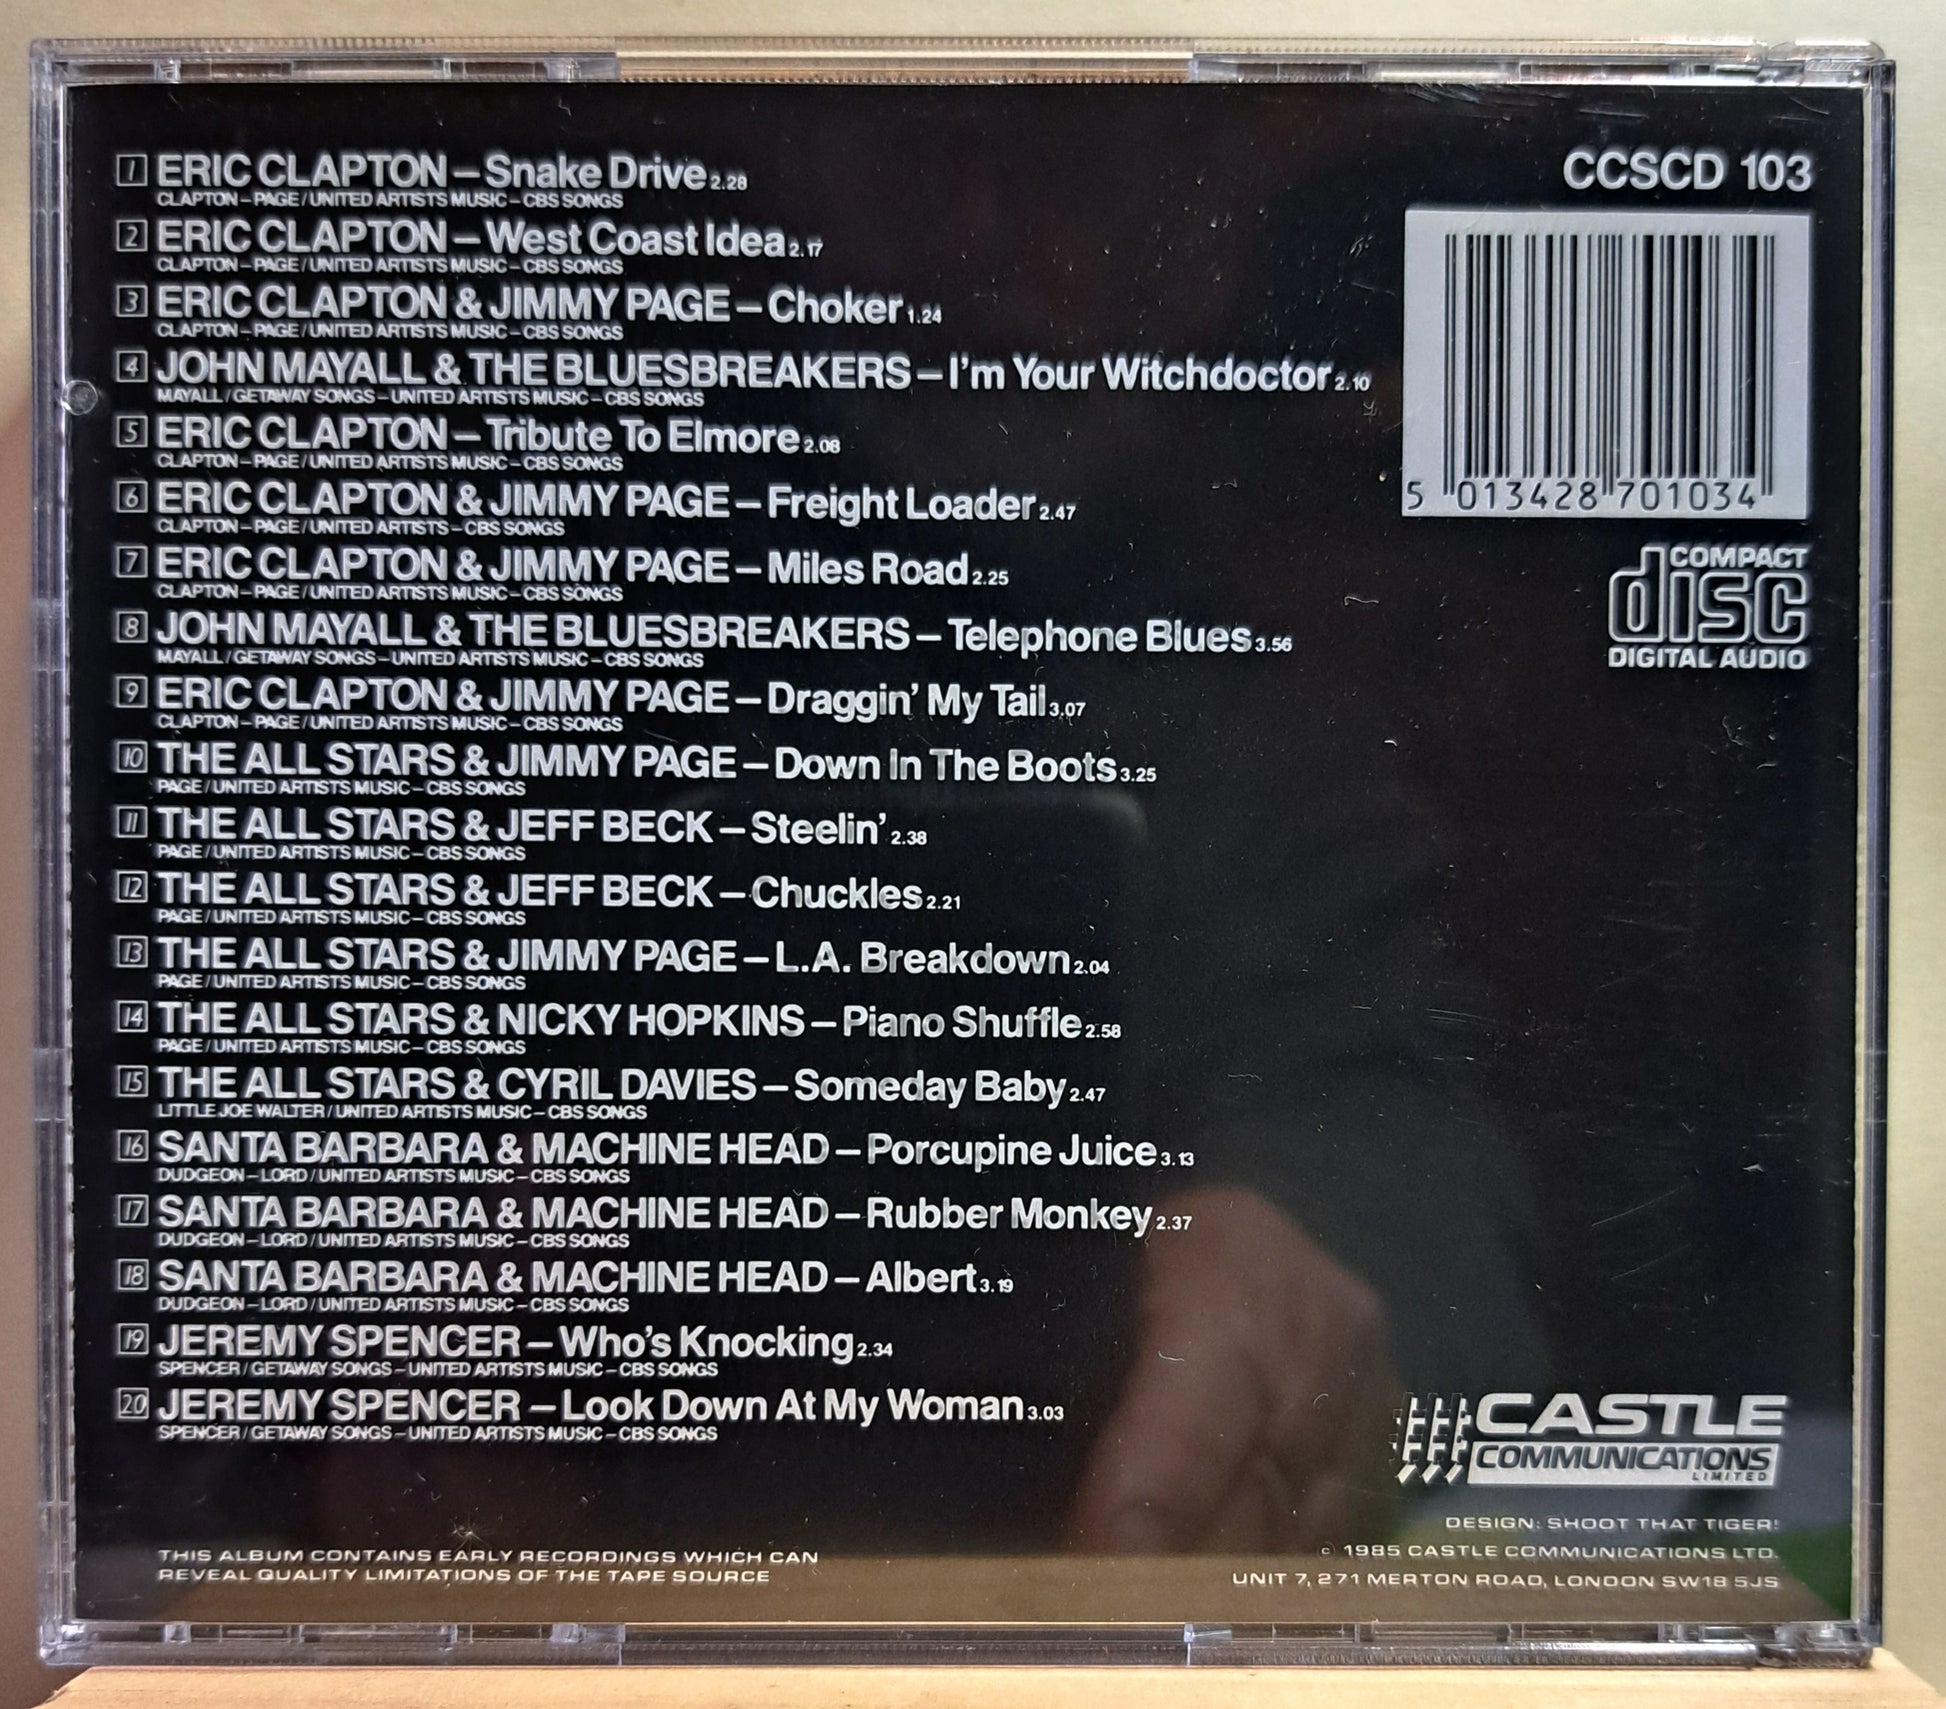 1 ERIC CLAPTON – Snake Drive 2.28
CLAPTON – PAGE / UNITED ARTISTS MUSIC – CBS SONGS
2 ERIC CLAPTON – West Coast Idea 2.17
CLAPTON – PAGE / UNITED ARTISTS MUSIC – CBS SONGS
3 ERIC CLAPTON & JIMMY PAGE – Choker 1.24
CLAPTON – PAGE / UNITED ARTISTS MUSIC – CBS SONGS
4 JOHN MAYALL & THE BLUESBREAKERS – I'm Your Witchdoctor 2.10
MAYALL / GETAWAY SONGS – UNITED ARTISTS MUSIC – CBS SONGS
5 ERIC CLAPTON – Tribute To Elmore 2.08
CLAPTON – PAGE / UNITED ARTISTS MUSIC – CBS SONGS
6 ERIC CLAPTON & JIMMY PAGE – Freight Loader 2.47
CLAPTON – PAGE / UNITED ARTISTS – CBS SONGS
7 ERIC CLAPTON & JIMMY PAGE – Miles Road 2.25
CLAPTON – PAGE / UNITED ARTISTS MUSIC – CBS SONGS
8 JOHN MAYALL & THE BLUESBREAKERS – Telephone Blues 3.56
MAYALL / GETAWAY SONGS – UNITED ARTISTS MUSIC – CBS SONGS
9 ERIC CLAPTON & JIMMY PAGE – Draggin' My Tail 3.07
CLAPTON – PAGE / UNITED ARTISTS MUSIC – CBS SONGS
10 THE ALL STARS & JIMMY PAGE – Down In The Boots 3.25
PAGE / UNITED ARTISTS MUSIC – CBS SONGS
11 THE ALL STARS & JEFF BECK – Steelin' 2.38
PAGE / UNITED ARTISTS MUSIC – CBS SONGS
12 THE ALL STARS & JEFF BECK – Chuckles 2.21
PAGE / UNITED ARTISTS MUSIC – CBS SONGS
13 THE ALL STARS & JIMMY PAGE – L.A. Breakdown 2.04
PAGE / UNITED ARTISTS MUSIC – CBS SONGS
14 THE ALL STARS & NICKY HOPKINS – Piano Shuffle 2.58
PAGE / UNITED ARTISTS MUSIC – CBS SONGS
15 THE ALL STARS & CYRIL DAVIES – Someday Baby 2.47
LITTLE JOE WALTER / UNITED ARTISTS MUSIC – CBS SONGS
16 SANTA BARBARA & MACHINE HEAD – Porcupine Juice 3.13
DUDGEON – LORD / UNITED ARTISTS MUSIC – CBS SONGS
17 SANTA BARBARA & MACHINE HEAD – Rubber Monkey 2.37
DUDGEON – LORD / UNITED ARTISTS MUSIC – CBS SONGS
18 SANTA BARBARA & MACHINE HEAD – Albert 3.19
DUDGEON – LORD / UNITED ARTISTS MUSIC – CBS SONGS
19 JEREMY SPENCER – Who's Knocking 2.34
SPENCER / GETAWAY SONGS – UNITED ARTISTS MUSIC – CBS SONGS
20 JEREMY SPENCER – Look Down At My Woman 3.03
SPENCER / GETAWAY SONGS – UNITED ARTISTS MUSIC – CBS SONGS
THIS ALBUM CONTAINS EARLY RECORDINGS WHICH CAN
REVEAL QUALITY LIMITATIONS OF THE TAPE SOURCE
CCSCD 103
5 013428 701034
COMPACT
disc
DIGITAL AUDIO
CASTLE
COMMUNICATIONS
LIMITED
DESIGN: SHOOT THAT TIGER!
© 1985 CASTLE COMMUNICATIONS LTD.
UNIT 7, 271 MERTON ROAD, LONDON SW18 5JS